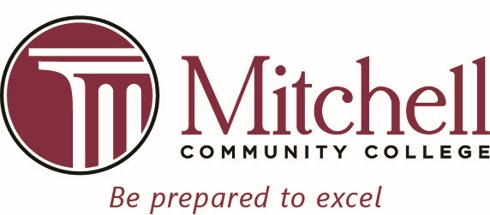 Mitchell
COMMUNITY COLLEGE
Be prepared to excel